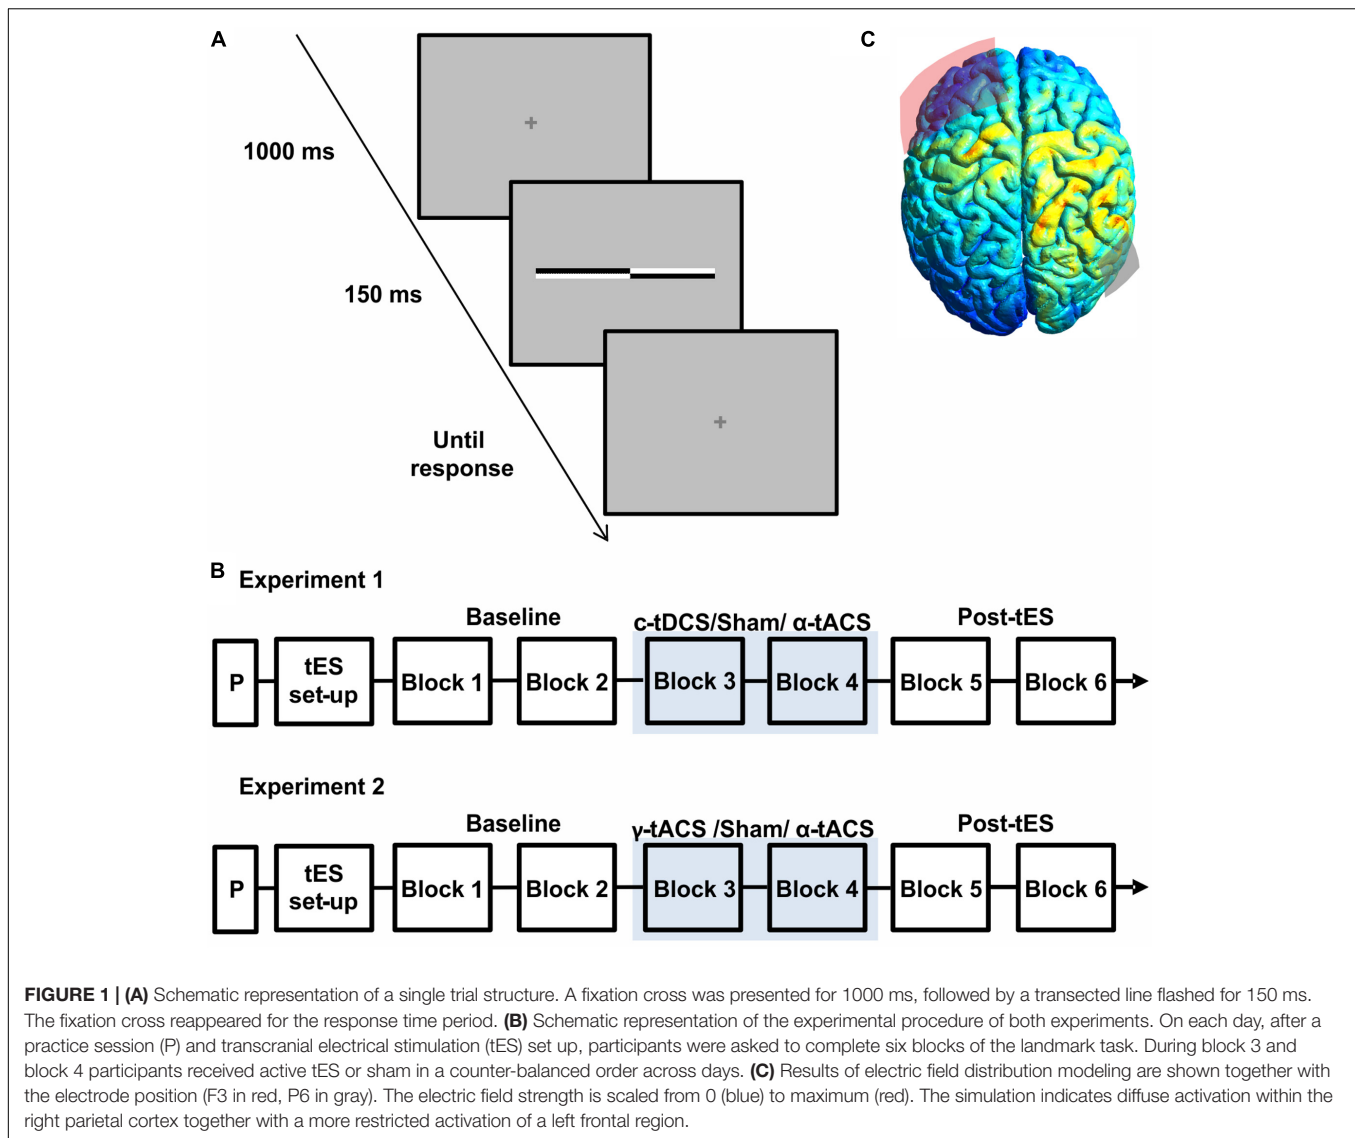 A
C
1000 ms
150 ms
Until
response
B
Experiment 1
Baseline
c-tDCS/Sham/ α-tACS
Post-tES
P
tES
set-up
Block 1
Block 2
Block 3
Block 4
Block 5
Block 6
Experiment 2
Baseline
γ-tACS /Sham/ α-tACS
Post-tES
P
tES
set-up
Block 1
Block 2
Block 3
Block 4
Block 5
Block 6
FIGURE 1 | (A) Schematic representation of a single trial structure. A fixation cross was presented for 1000 ms, followed by a transected line flashed for 150 ms.
The fixation cross reappeared for the response time period. (B) Schematic representation of the experimental procedure of both experiments. On each day, after a
practice session (P) and transcranial electrical stimulation (tES) set up, participants were asked to complete six blocks of the landmark task. During block 3 and
block 4 participants received active tES or sham in a counter-balanced order across days. (C) Results of electric field distribution modeling are shown together with
the electrode position (F3 in red, P6 in gray). The electric field strength is scaled from 0 (blue) to maximum (red). The simulation indicates diffuse activation within the
right parietal cortex together with a more restricted activation of a left frontal region.